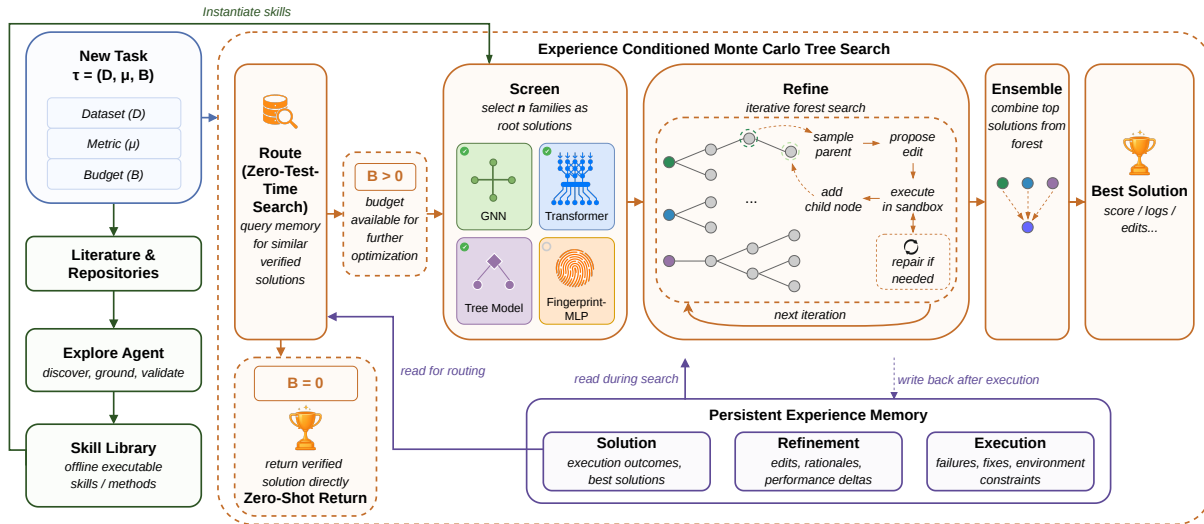 Instantiate skills
New Task
τ = (D, μ, B)
Dataset (D)
Metric (μ)
Budget (B)
Literature &
Repositories
Explore Agent
discover, ground, validate
Skill Library
offline executable
skills / methods
Experience Conditioned Monte Carlo Tree Search
Route
(Zero-Test-
Time
Search)
query memory
for similar
verified
solutions
B = 0
return verified
solution directly
Zero-Shot Return
B > 0
budget
available for
further
optimization
Screen
select n families as
root solutions
GNN
Transformer
Tree Model
Fingerprint-
MLP
Refine
iterative forest search
sample
parent
propose
edit
add
child node
execute
in sandbox
...
repair if
needed
next iteration
Ensemble
combine top
solutions from
forest
Best Solution
score / logs /
edits...
read for routing
read during search
write back after execution
Persistent Experience Memory
Solution
execution outcomes,
best solutions
Refinement
edits, rationales,
performance deltas
Execution
failures, fixes, environment
constraints